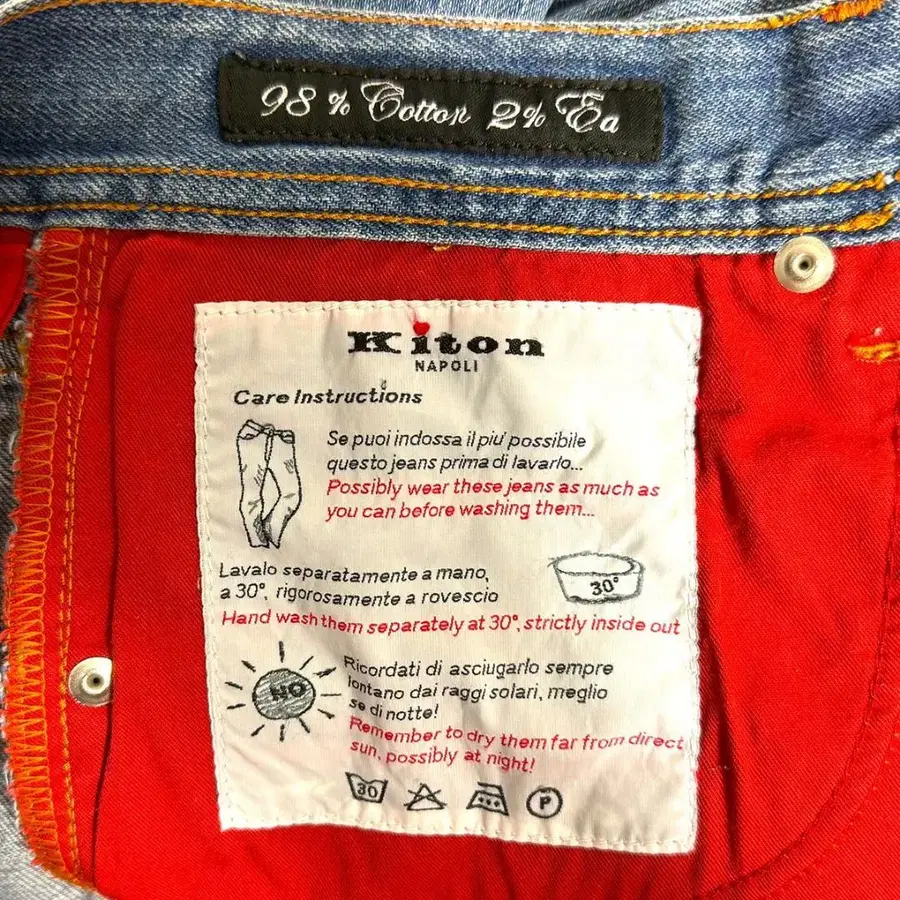 98 % Cotton 2% Ea
Kiton
NAPOLI
Care Instructions
Se puoi indossa il piu' possibile
questo jeans prima di lavarlo...
Possibly wear these jeans as much as
you can before washing them...
Lavalo separatamente a mano,
a 30°, rigorosamente a rovescio
30°
Hand wash them separately at 30°, strictly inside out
NO
Ricordati di asciugarlo sempre
lontano dai raggi solari, meglio
se di notte!
Remember to dry them far from direct
sun, possibly at night!
30
P